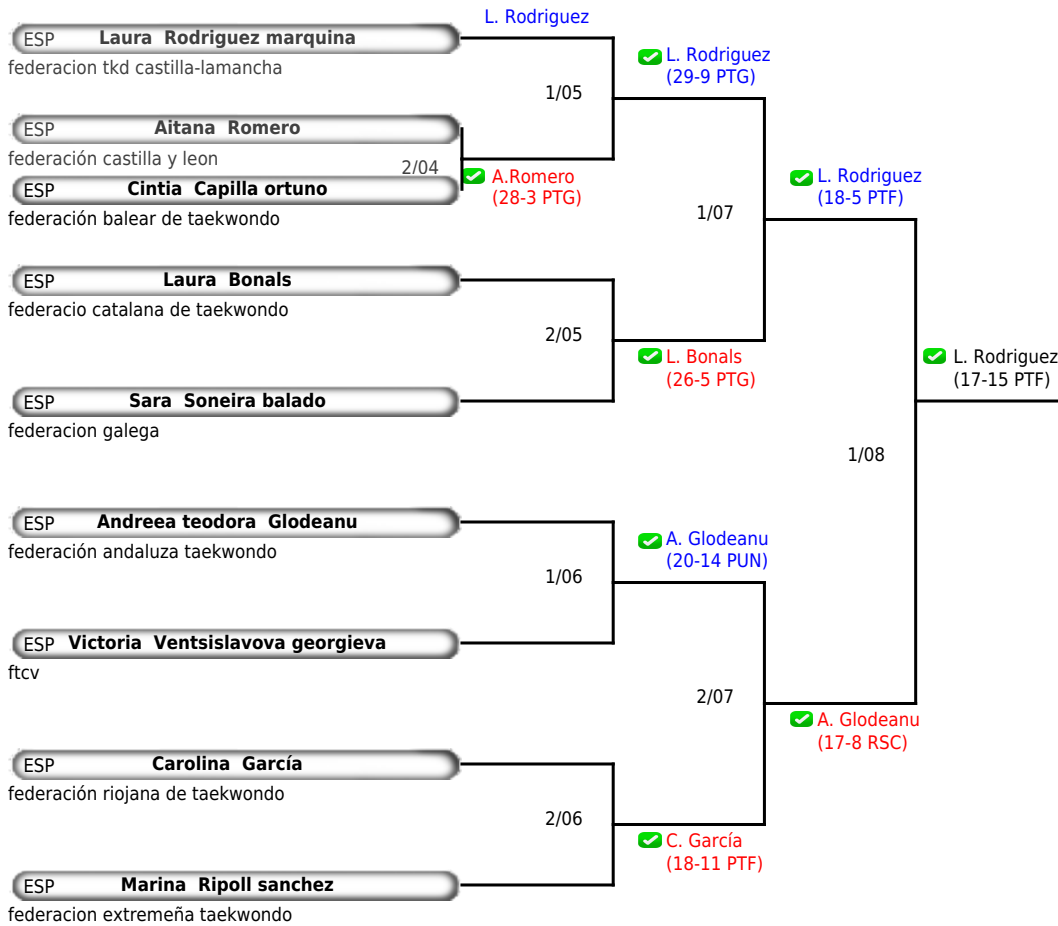 L. Rodriguez
ESP Laura Rodriguez marquina
federacion tkd castilla-lamancha
L. Rodriguez
(29-9 PTG)
1/05
ESP Aitana Romero
federación castilla y leon
2/04
A.Romero
(28-3 PTG)
ESP Cintia Capilla ortuno
federación balear de taekwondo
L. Rodriguez
(18-5 PTF)
1/07
ESP Laura Bonals
federacio catalana de taekwondo
2/05
L. Bonals
(26-5 PTG)
L. Rodriguez
(17-15 PTF)
ESP Sara Soneira balado
federacion galega
1/08
ESP Andreea teodora Glodeanu
federación andaluza taekwondo
A. Glodeanu
(20-14 PUN)
1/06
ESP Victoria Ventsislavova georgieva
ftcv
2/07
A. Glodeanu
(17-8 RSC)
ESP Carolina García
federación riojana de taekwondo
2/06
C. García
(18-11 PTF)
ESP Marina Ripoll sanchez
federacion extremeña taekwondo